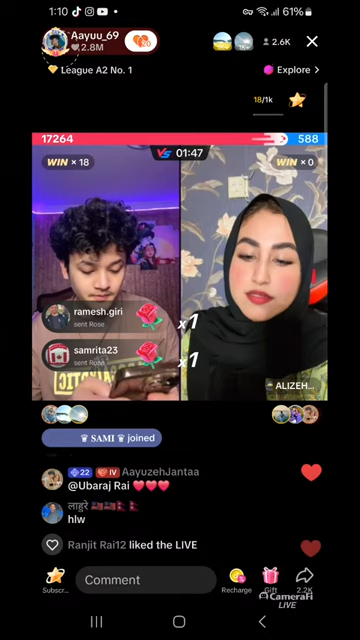 1:10
61%
Aayuu_69
2.8M
20
2.6K
League A2 No. 1
Explore >
18/1k
17264
588
WIN × 18
VS 01:47
WIN × 0
ramesh.giri
sent Rose
x1
samrita23
sent Rose
x1
ALIZEH...
♛ SAMI ♛ joined
22 IV AayuzehJantaa
@Ubaraj Rai ❤❤❤
लाहुरे 🇲🇾🇲🇾🇳🇵🇳🇵
hlw
Ranjit Rai12 liked the LIVE
Subscr...
Comment
Recharge
Gift
2.2K
CameraFi
LIVE